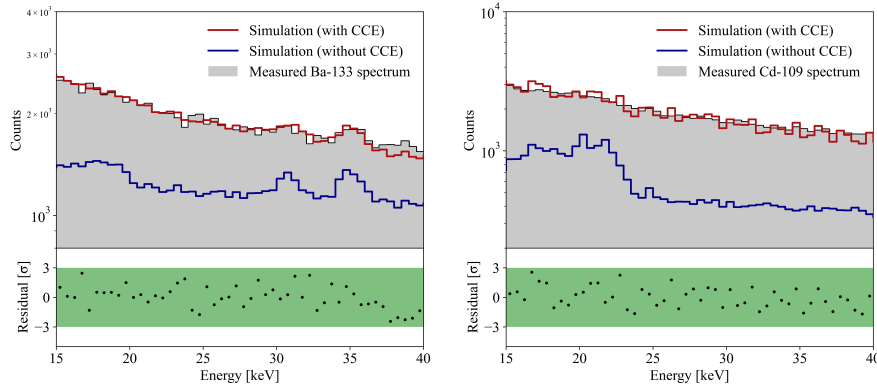 4 × 10³
3 × 10³
2 × 10³
10³
Counts
Simulation (with CCE)
Simulation (without CCE)
Measured Ba-133 spectrum
3
0
−3
Residual [σ]
15 20 25 30 35 40
Energy [keV]
10⁴
10³
Counts
Simulation (with CCE)
Simulation (without CCE)
Measured Cd-109 spectrum
3
0
−3
Residual [σ]
15 20 25 30 35 40
Energy [keV]